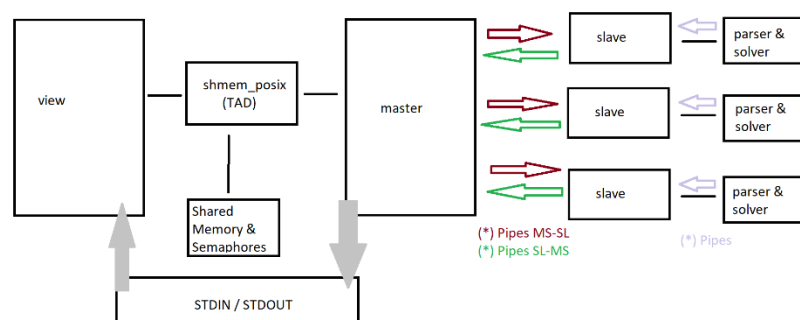 view
shmem_posix
(TAD)
Shared
Memory &
Semaphores
master
slave
parser &
solver
slave
parser &
solver
slave
parser &
solver
(*) Pipes MS-SL
(*) Pipes SL-MS
(*) Pipes
STDIN / STDOUT